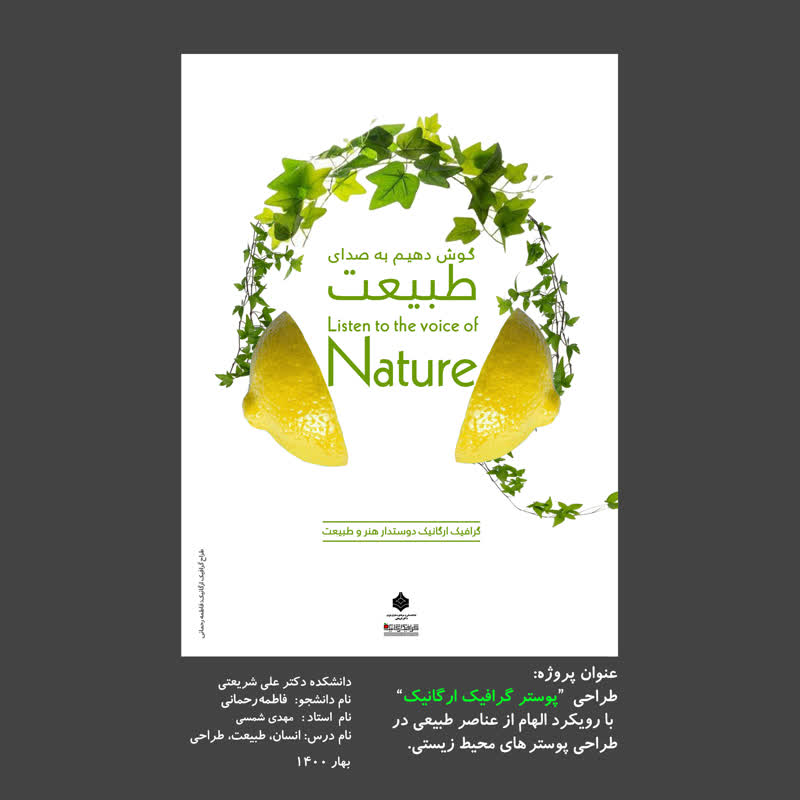 گوش دهیم به صدای
طبیعت
Listen to the voice of
Nature
گرافیک ارگانیک دوستدار هنر و طبیعت
طراح گرافیک ارگانیک: فاطمه رحمانی
عنوان پروژه:
طراحی "پوستر گرافیک ارگانیک"
با رویکرد الهام از عناصر طبیعی در
طراحی پوستر های محیط زیستی.
دانشکده دکتر علی شریعتی
نام دانشجو: فاطمه رحمانی
نام استاد: مهدی شمسی
نام درس: انسان، طبیعت، طراحی
بهار ۱۴۰۰